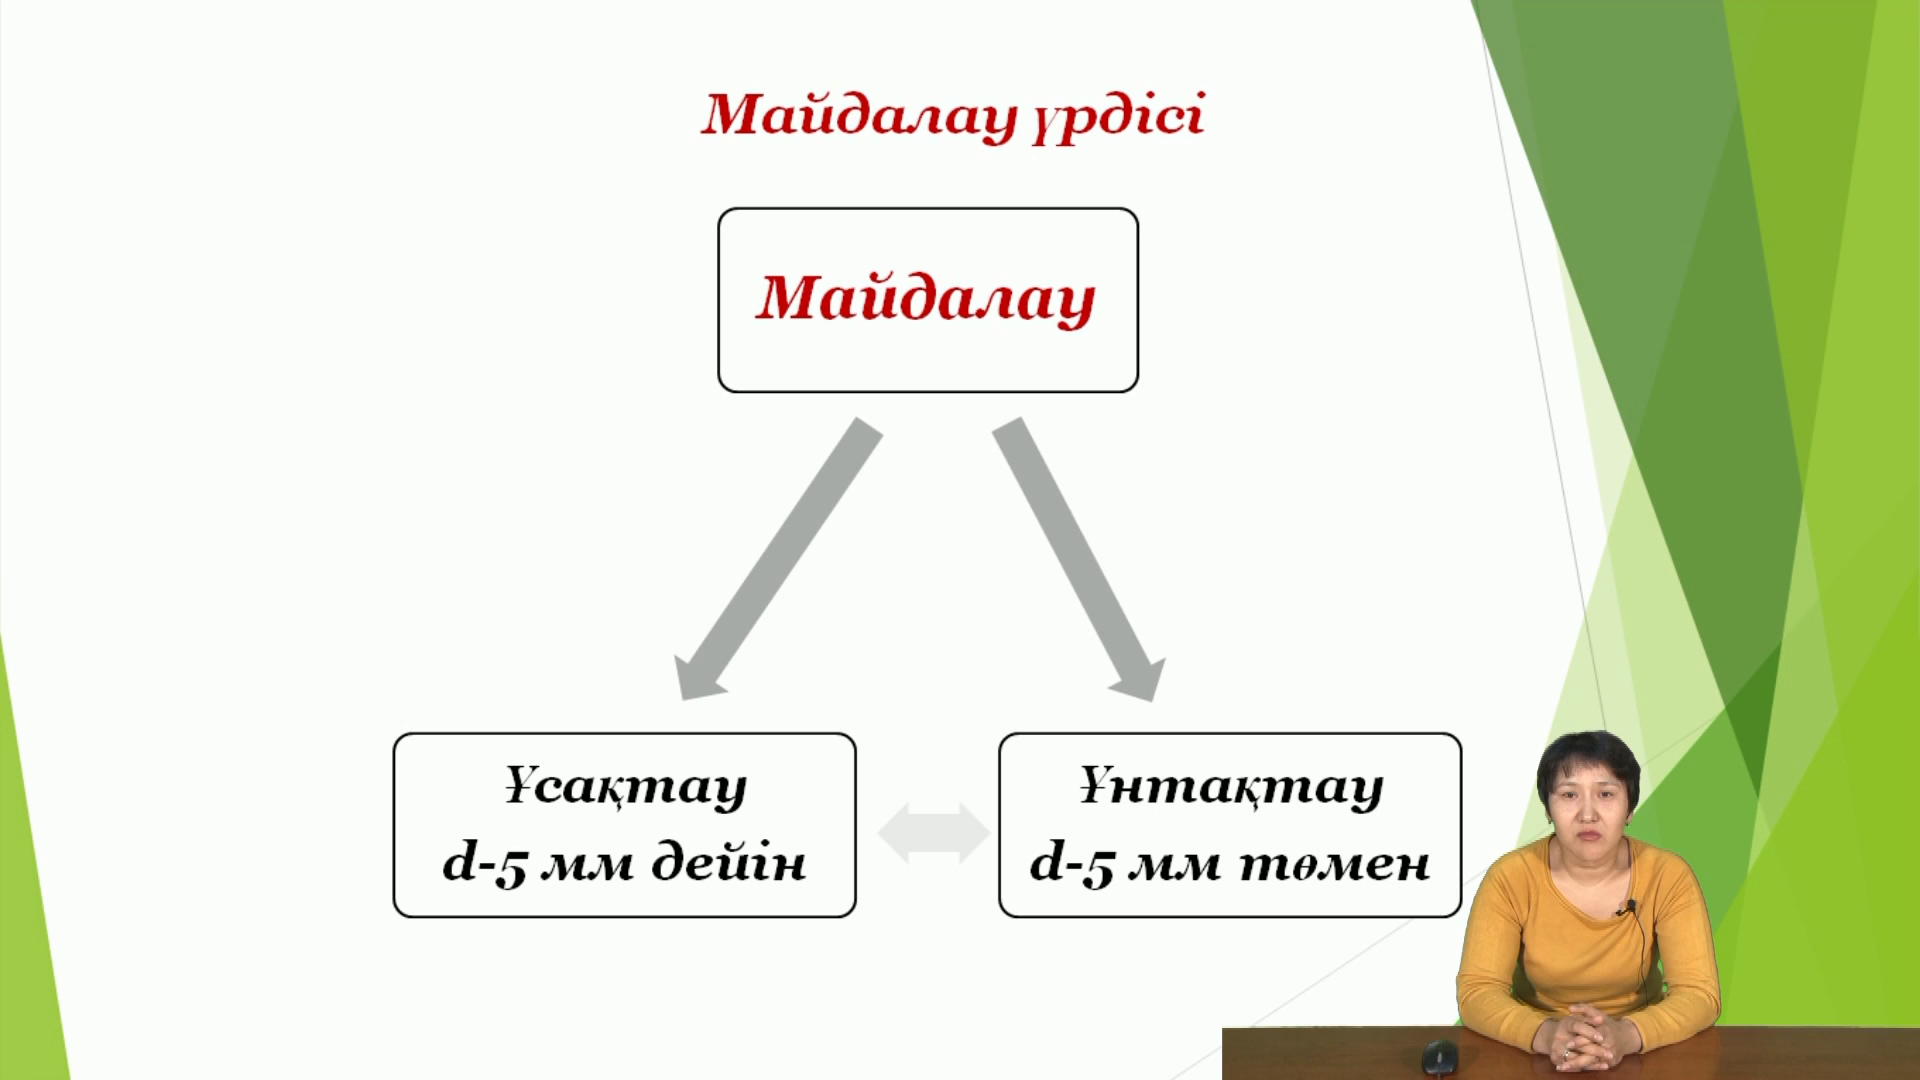 Майдалау үрдісі
Майдалау
Ұсақтау
d-5 мм дейін
Ұнтақтау
d-5 мм төмен